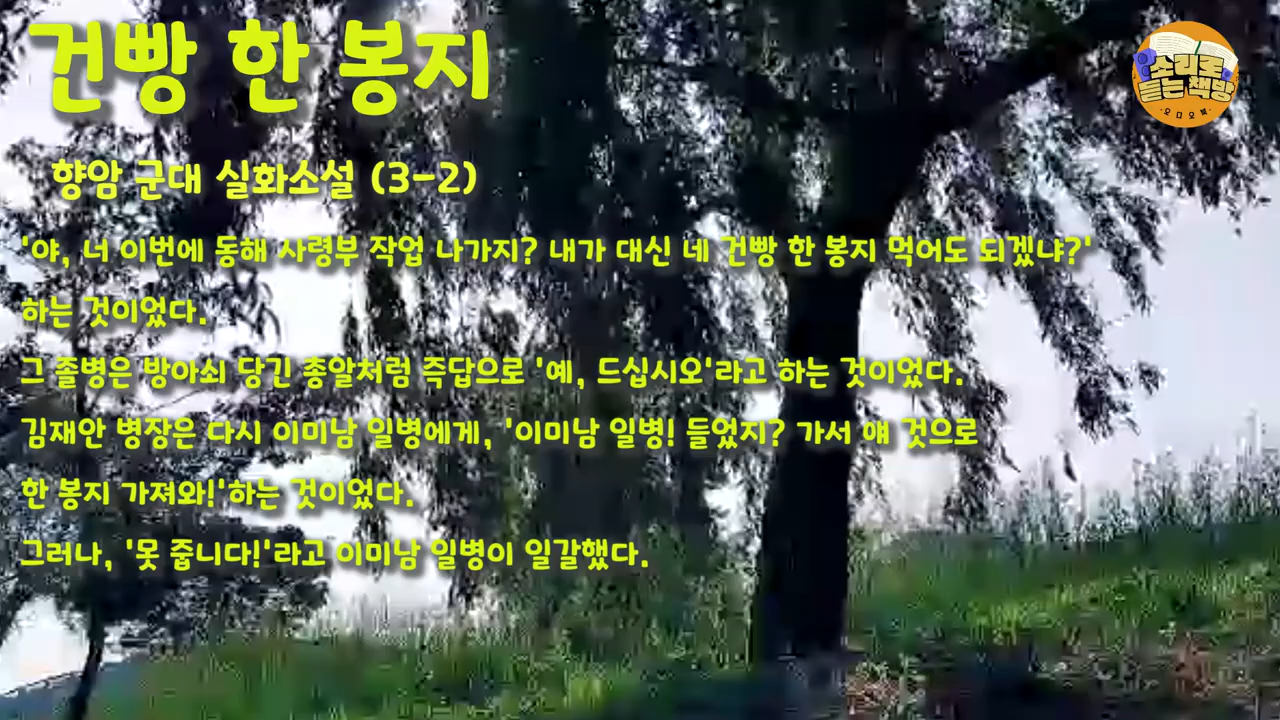 건빵 한 봉지
소리로
듣는 책방
·오디오북·
향암 군대 실화소설 (3-2)
'야, 너 이번에 동해 사령부 작업 나가지? 내가 대신 네 건빵 한 봉지 먹어도 되겠냐?'
하는 것이었다.
그 졸병은 방아쇠 당긴 총알처럼 즉답으로 '예, 드십시오'라고 하는 것이었다.
김재안 병장은 다시 이미남 일병에게, '이미남 일병! 들었지? 가서 얘 것으로
한 봉지 가져와!'하는 것이었다.
그러나, '못 줍니다!'라고 이미남 일병이 일갈했다.